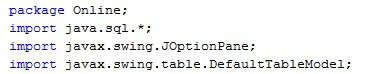 package Online;
import java.sql.*;
import javax.swing.JOptionPane;
import javax.swing.table.DefaultTableModel;